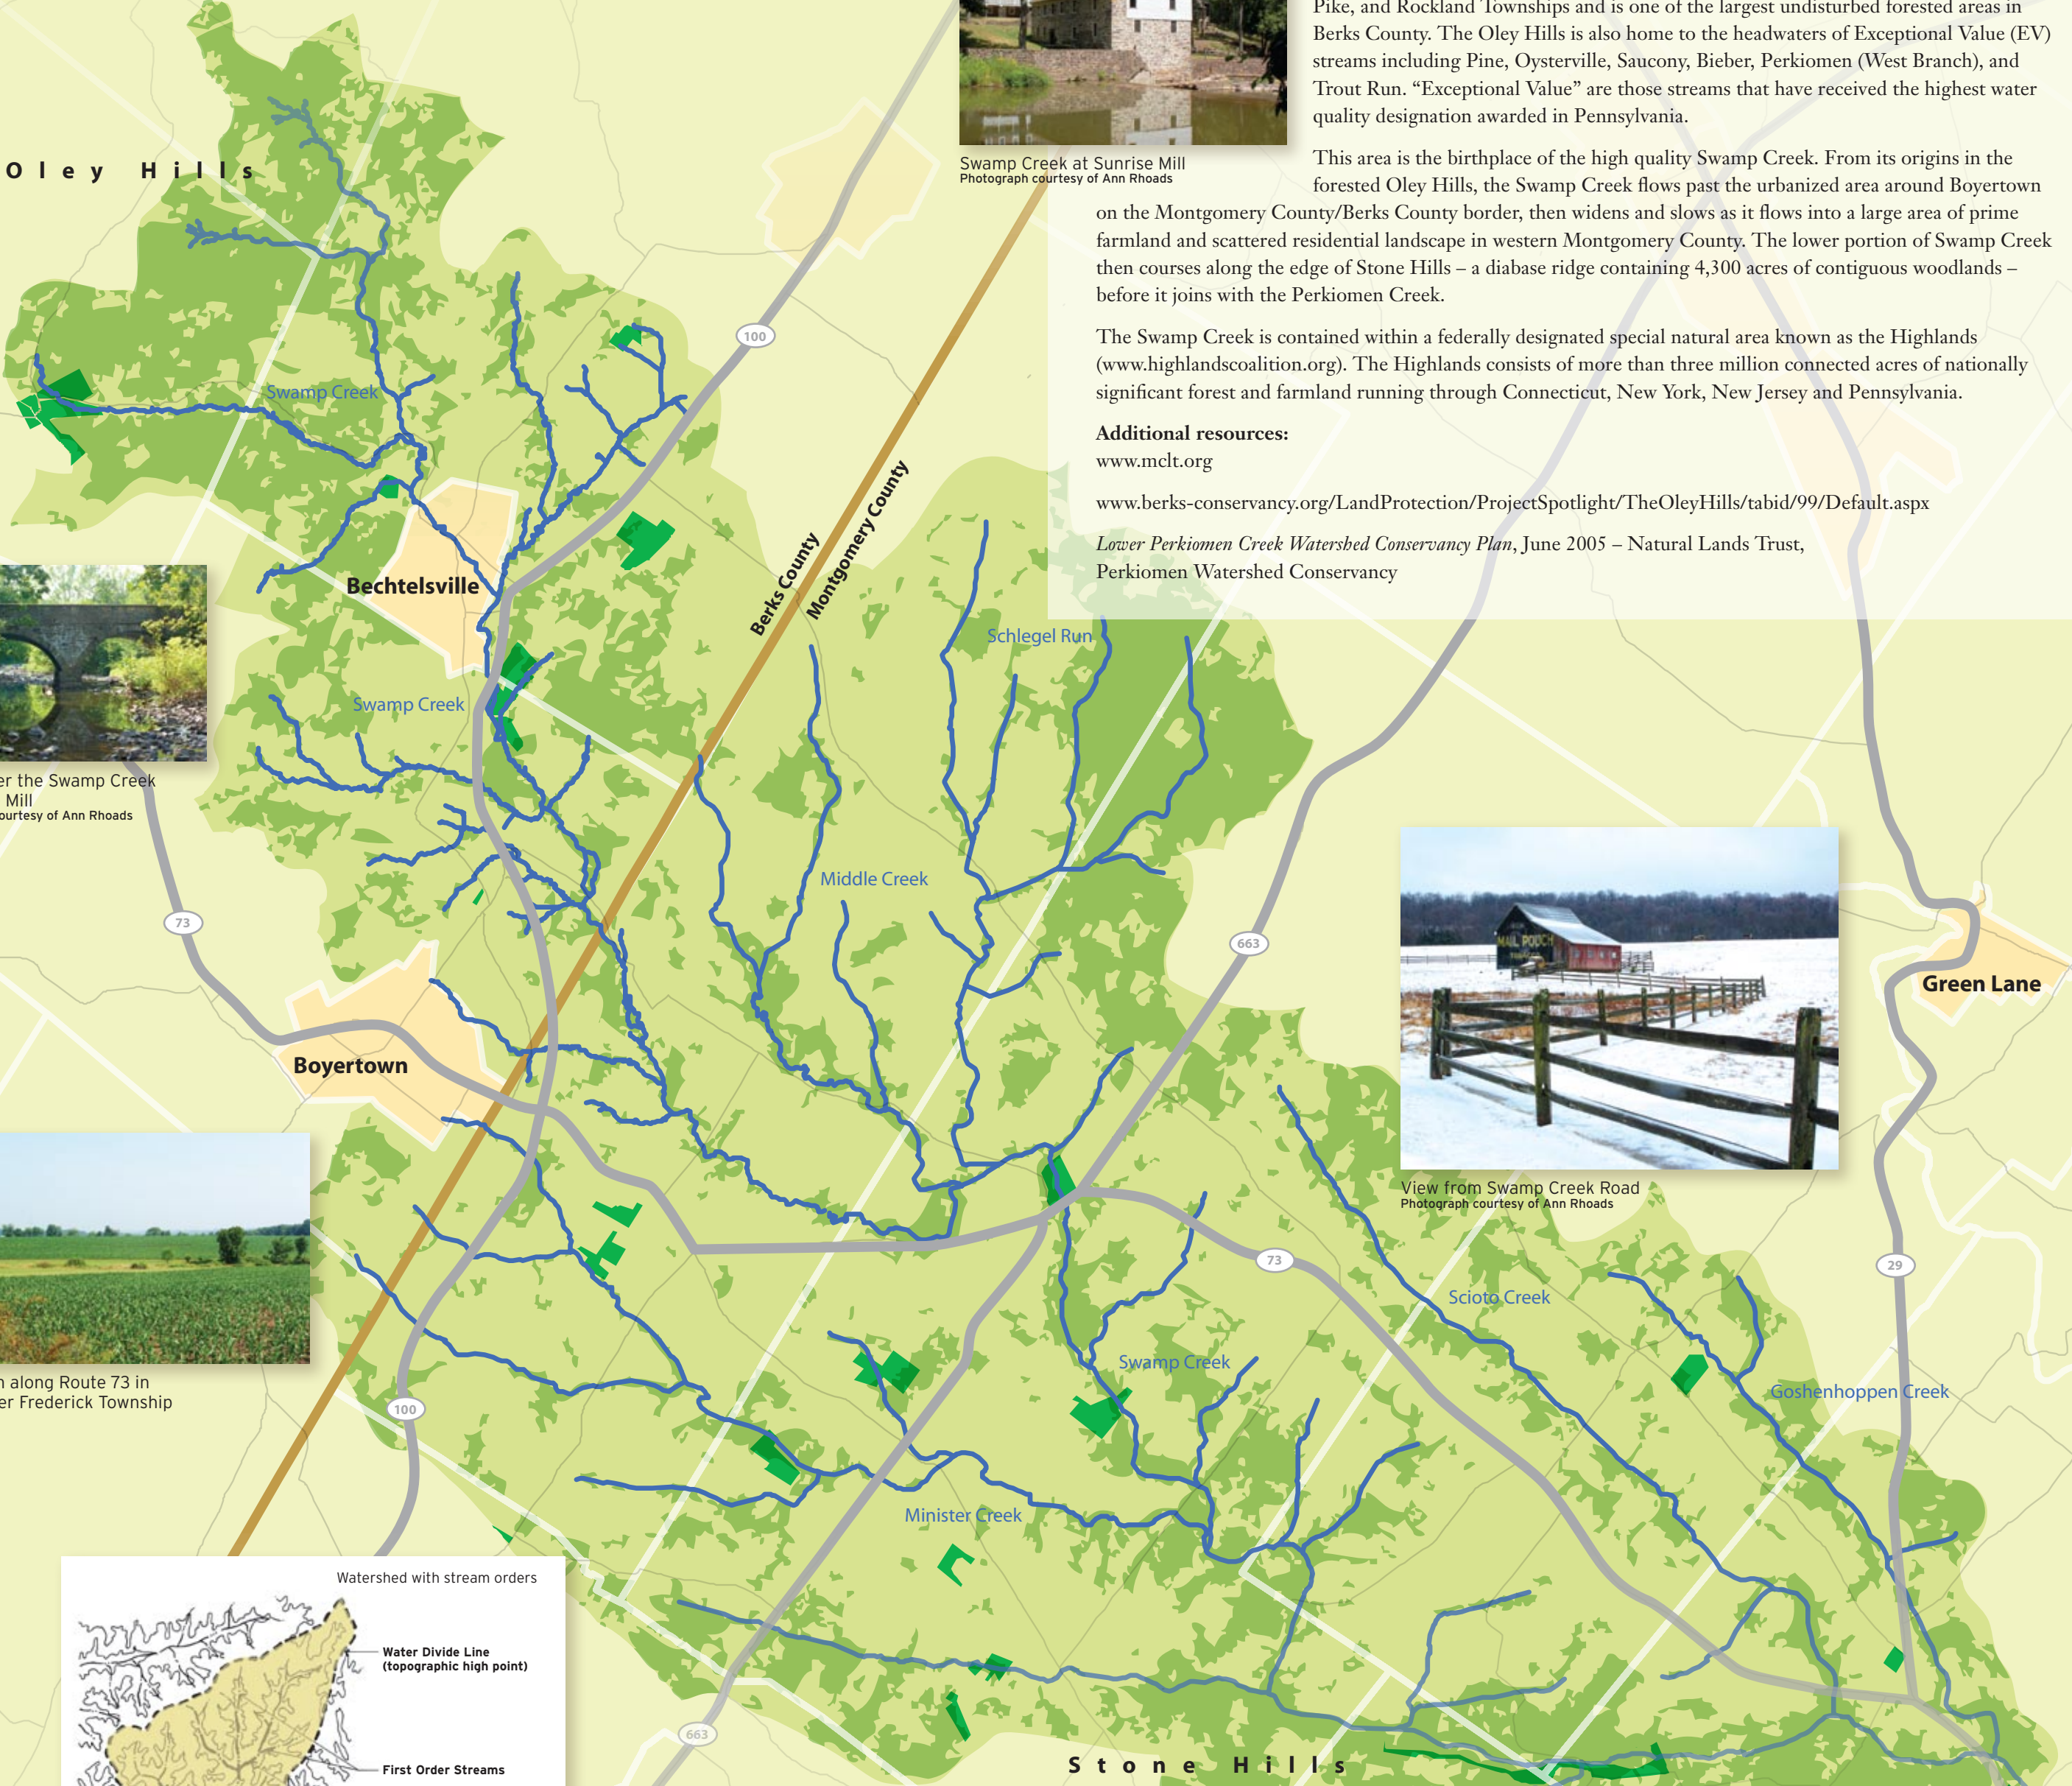 Pike, and Rockland Townships and is one of the largest undisturbed forested areas in
Berks County. The Oley Hills is also home to the headwaters of Exceptional Value (EV)
streams including Pine, Oysterville, Saucony, Bieber, Perkiomen (West Branch), and
Trout Run. “Exceptional Value” are those streams that have received the highest water
quality designation awarded in Pennsylvania.
Swamp Creek at Sunrise Mill
Photograph courtesy of Ann Rhoads
This area is the birthplace of the high quality Swamp Creek. From its origins in the
forested Oley Hills, the Swamp Creek flows past the urbanized area around Boyertown
on the Montgomery County/Berks County border, then widens and slows as it flows into a large area of prime
farmland and scattered residential landscape in western Montgomery County. The lower portion of Swamp Creek
then courses along the edge of Stone Hills – a diabase ridge containing 4,300 acres of contiguous woodlands –
before it joins with the Perkiomen Creek.
The Swamp Creek is contained within a federally designated special natural area known as the Highlands
(www.highlandscoalition.org). The Highlands consists of more than three million connected acres of nationally
significant forest and farmland running through Connecticut, New York, New Jersey and Pennsylvania.
Additional resources:
www.mclt.org
www.berks-conservancy.org/LandProtection/ProjectSpotlight/TheOleyHills/tabid/99/Default.aspx
Lower Perkiomen Creek Watershed Conservancy Plan, June 2005 – Natural Lands Trust,
Perkiomen Watershed Conservancy
Oley Hills
100
Swamp Creek
Berks County
Montgomery County
Bechtelsville
Schlegel Run
Swamp Creek
er the Swamp Creek
Mill
ourtesy of Ann Rhoads
Middle Creek
73
663
MAIL POUCH
Green Lane
Boyertown
View from Swamp Creek Road
Photograph courtesy of Ann Rhoads
73
29
Scioto Creek
Swamp Creek
Goshenhoppen Creek
n along Route 73 in
er Frederick Township
100
Minister Creek
Watershed with stream orders
Water Divide Line
(topographic high point)
663
Stone Hills
First Order Streams